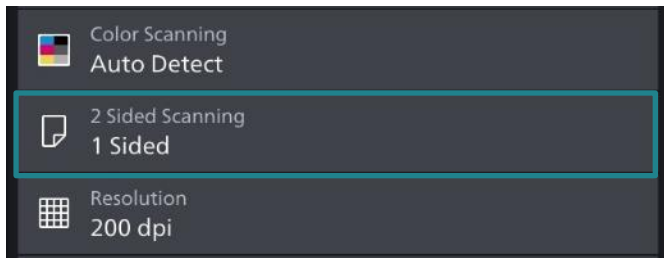 Color Scanning
Auto Detect
2 Sided Scanning
1 Sided
Resolution
200 dpi